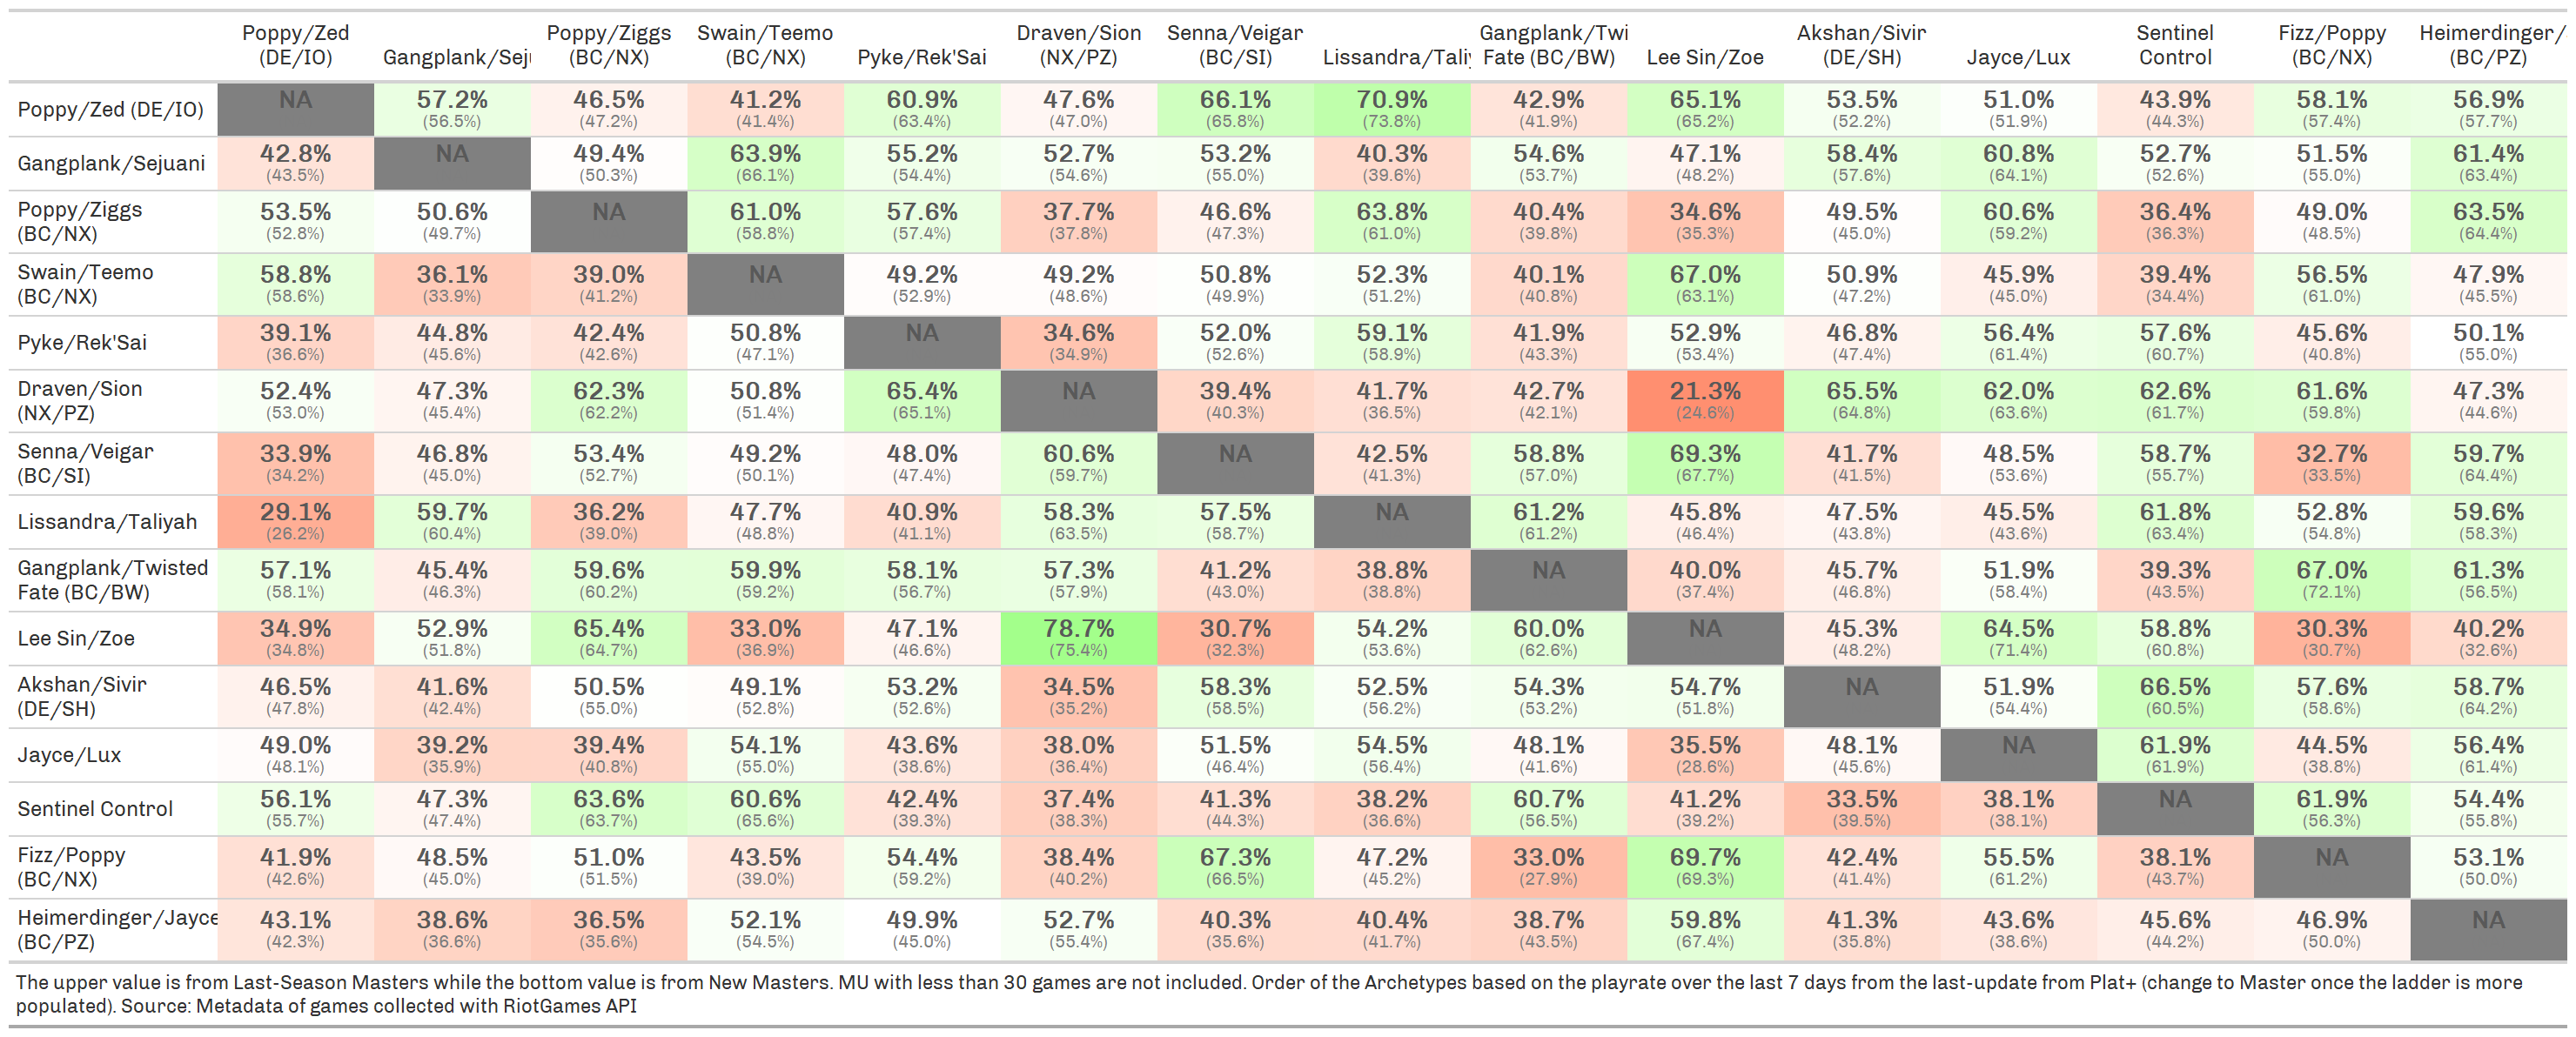 Poppy/Zed (DE/IO) Gangplank/Seju Poppy/Ziggs (BC/NX) Swain/Teemo (BC/NX) Pyke/Rek'Sai Draven/Sion (NX/PZ) Senna/Veigar (BC/SI) Lissandra/Taliy Gangplank/Twi Fate (BC/BW) Lee Sin/Zoe Akshan/Sivir (DE/SH) Jayce/Lux Sentinel Control Fizz/Poppy (BC/NX) Heimerdinger/ (BC/PZ)
Poppy/Zed (DE/IO) NA 57.2% 46.5% 41.2% 60.9% 47.6% 66.1% 70.9% 42.9% 65.1% 53.5% 51.0% 43.9% 58.1% 56.9%
(56.5%) (47.2%) (41.4%) (63.4%) (47.0%) (65.8%) (73.8%) (41.9%) (65.2%) (52.2%) (51.9%) (44.3%) (57.4%) (57.7%)
Gangplank/Sejuani 42.8% NA 49.4% 63.9% 55.2% 52.7% 53.2% 40.3% 54.6% 47.1% 58.4% 60.8% 52.7% 51.5% 61.4%
(43.5%) (50.3%) (66.1%) (54.4%) (54.6%) (55.0%) (39.6%) (53.7%) (48.2%) (57.6%) (64.1%) (52.6%) (55.0%) (63.4%)
Poppy/Ziggs 53.5% 50.6% NA 61.0% 57.6% 37.7% 46.6% 63.8% 40.4% 34.6% 49.5% 60.6% 36.4% 49.0% 63.5%
(BC/NX) (52.8%) (49.7%) (58.8%) (57.4%) (37.8%) (47.3%) (61.0%) (39.8%) (35.3%) (45.0%) (59.2%) (36.3%) (48.5%) (64.4%)
Swain/Teemo 58.8% 36.1% 39.0% NA 49.2% 49.2% 50.8% 52.3% 40.1% 67.0% 50.9% 45.9% 39.4% 56.5% 47.9%
(BC/NX) (58.6%) (33.9%) (41.2%) (52.9%) (48.6%) (49.9%) (51.2%) (40.8%) (63.1%) (47.2%) (45.0%) (34.4%) (61.0%) (45.5%)
Pyke/Rek'Sai 39.1% 44.8% 42.4% 50.8% NA 34.6% 52.0% 59.1% 41.9% 52.9% 46.8% 56.4% 57.6% 45.6% 50.1%
(36.6%) (45.6%) (42.6%) (47.1%) (34.9%) (52.6%) (58.9%) (43.3%) (53.4%) (47.4%) (61.4%) (60.7%) (40.8%) (55.0%)
Draven/Sion 52.4% 47.3% 62.3% 50.8% 65.4% NA 39.4% 41.7% 42.7% 21.3% 65.5% 62.0% 62.6% 61.6% 47.3%
(NX/PZ) (53.0%) (45.4%) (62.2%) (51.4%) (65.1%) (40.3%) (36.5%) (42.1%) (24.6%) (64.8%) (63.6%) (61.7%) (59.8%) (44.6%)
Senna/Veigar 33.9% 46.8% 53.4% 49.2% 48.0% 60.6% NA 42.5% 58.8% 69.3% 41.7% 48.5% 58.7% 32.7% 59.7%
(BC/SI) (34.2%) (45.0%) (52.7%) (50.1%) (47.4%) (59.7%) (41.3%) (57.0%) (67.7%) (41.5%) (53.6%) (55.7%) (33.5%) (64.4%)
Lissandra/Taliyah 29.1% 59.7% 36.2% 47.7% 40.9% 58.3% 57.5% NA 61.2% 45.8% 47.5% 45.5% 61.8% 52.8% 59.6%
(26.2%) (60.4%) (39.0%) (48.8%) (41.1%) (63.5%) (58.7%) (61.2%) (46.4%) (43.8%) (43.6%) (63.4%) (54.8%) (58.3%)
Gangplank/Twisted 57.1% 45.4% 59.6% 59.9% 58.1% 57.3% 41.2% 38.8% NA 40.0% 45.7% 51.9% 39.3% 67.0% 61.3%
Fate (BC/BW) (58.1%) (46.3%) (60.2%) (59.2%) (56.7%) (57.9%) (43.0%) (38.8%) (37.4%) (46.8%) (58.4%) (43.5%) (72.1%) (56.5%)
Lee Sin/Zoe 34.9% 52.9% 65.4% 33.0% 47.1% 78.7% 30.7% 54.2% 60.0% NA 45.3% 64.5% 58.8% 30.3% 40.2%
(34.8%) (51.8%) (64.7%) (36.9%) (46.6%) (75.4%) (32.3%) (53.6%) (62.6%) (48.2%) (71.4%) (60.8%) (30.7%) (32.6%)
Akshan/Sivir 46.5% 41.6% 50.5% 49.1% 53.2% 34.5% 58.3% 52.5% 54.3% 54.7% NA 51.9% 66.5% 57.6% 58.7%
(DE/SH) (47.8%) (42.4%) (55.0%) (52.8%) (52.6%) (35.2%) (58.5%) (56.2%) (53.2%) (51.8%) (54.4%) (60.5%) (58.6%) (64.2%)
Jayce/Lux 49.0% 39.2% 39.4% 54.1% 43.6% 38.0% 51.5% 54.5% 48.1% 35.5% 48.1% NA 61.9% 44.5% 56.4%
(48.1%) (35.9%) (40.8%) (55.0%) (38.6%) (36.4%) (46.4%) (56.4%) (41.6%) (28.6%) (45.6%) (61.9%) (38.8%) (61.4%)
Sentinel Control 56.1% 47.3% 63.6% 60.6% 42.4% 37.4% 41.3% 38.2% 60.7% 41.2% 33.5% 38.1% NA 61.9% 54.4%
(55.7%) (47.4%) (63.7%) (65.6%) (39.3%) (38.3%) (44.3%) (36.6%) (56.5%) (39.2%) (39.5%) (38.1%) (56.3%) (55.8%)
Fizz/Poppy 41.9% 48.5% 51.0% 43.5% 54.4% 38.4% 67.3% 47.2% 33.0% 69.7% 42.4% 55.5% 38.1% NA 53.1%
(BC/NX) (42.6%) (45.0%) (51.5%) (39.0%) (59.2%) (40.2%) (66.5%) (45.2%) (27.9%) (69.3%) (41.4%) (61.2%) (43.7%) (50.0%)
Heimerdinger/Jayce 43.1% 38.6% 36.5% 52.1% 49.9% 52.7% 40.3% 40.4% 38.7% 59.8% 41.3% 43.6% 45.6% 46.9% NA
(BC/PZ) (42.3%) (36.6%) (35.6%) (54.5%) (45.0%) (55.4%) (35.6%) (41.7%) (43.5%) (67.4%) (35.8%) (38.6%) (44.2%) (50.0%)
The upper value is from Last-Season Masters while the bottom value is from New Masters. MU with less than 30 games are not included. Order of the Archetypes based on the playrate over the last 7 days from the last-update from Plat+ (change to Master once the ladder is more
populated). Source: Metadata of games collected with RiotGames API